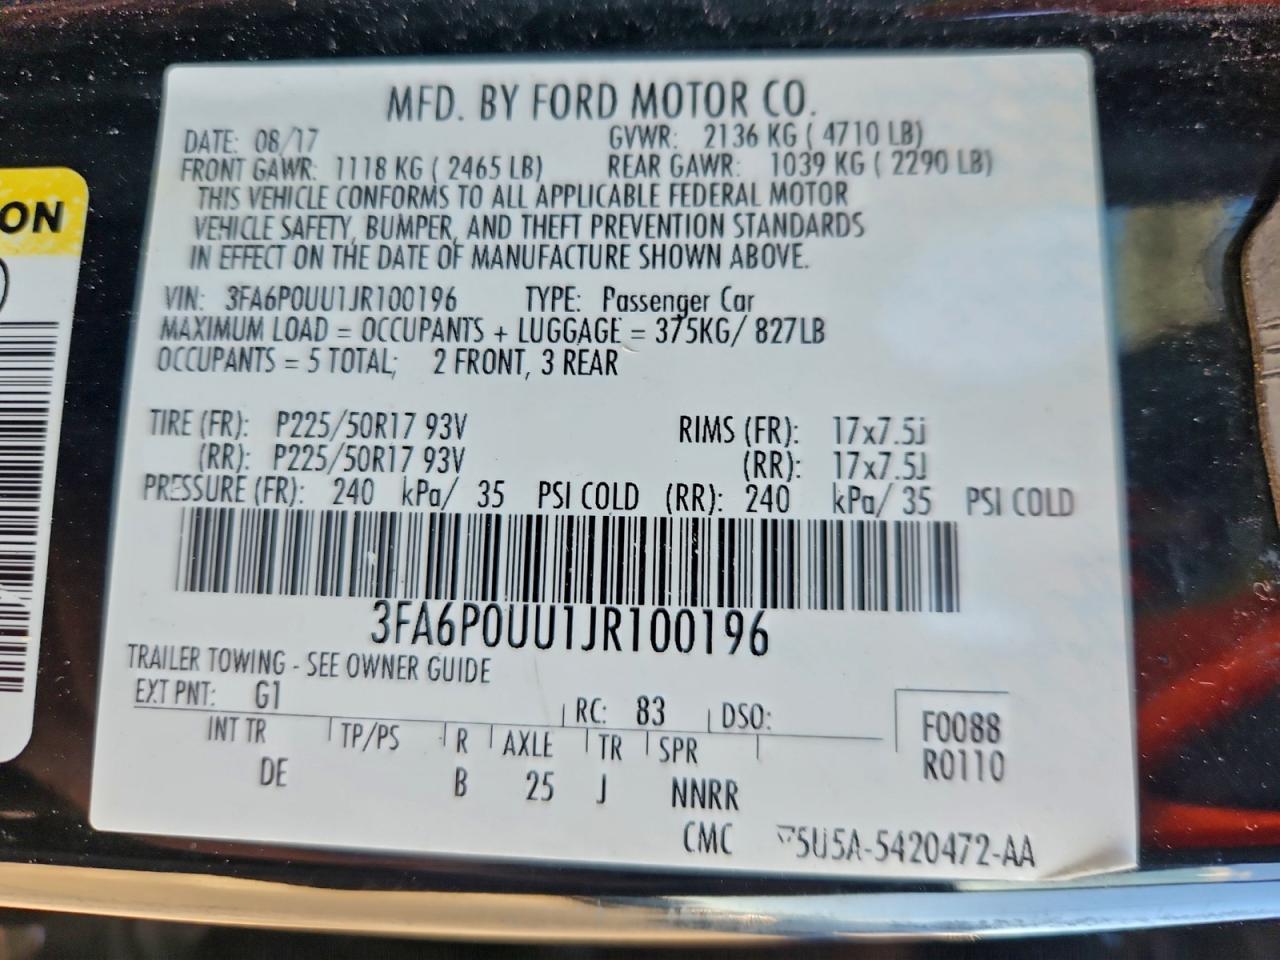 MFD. BY FORD MOTOR CO.
DATE: 08/17 GVWR: 2136 KG ( 4710 LB)
FRONT GAWR: 1118 KG ( 2465 LB) REAR GAWR: 1039 KG ( 2290 LB)
THIS VEHICLE CONFORMS TO ALL APPLICABLE FEDERAL MOTOR
VEHICLE SAFETY, BUMPER, AND THEFT PREVENTION STANDARDS
IN EFFECT ON THE DATE OF MANUFACTURE SHOWN ABOVE.
VIN: 3FA6P0UU1JR100196 TYPE: Passenger Car
MAXIMUM LOAD = OCCUPANTS + LUGGAGE = 375KG/ 827LB
OCCUPANTS = 5 TOTAL; 2 FRONT, 3 REAR
TIRE (FR): P225/50R17 93V RIMS (FR): 17x7.5j
(RR): P225/50R17 93V (RR): 17x7.5J
PRESSURE (FR): 240 kPa/ 35 PSI COLD (RR): 240 kPa/ 35 PSI COLD
3FA6P0UU1JR100196
TRAILER TOWING - SEE OWNER GUIDE
EXT PNT: G1 RC: 83 DSO: F0088
INT TR TP/PS R AXLE TR SPR R0110
DE B 25 J NNRR
CMC 5U5A-5420472-AA
ON